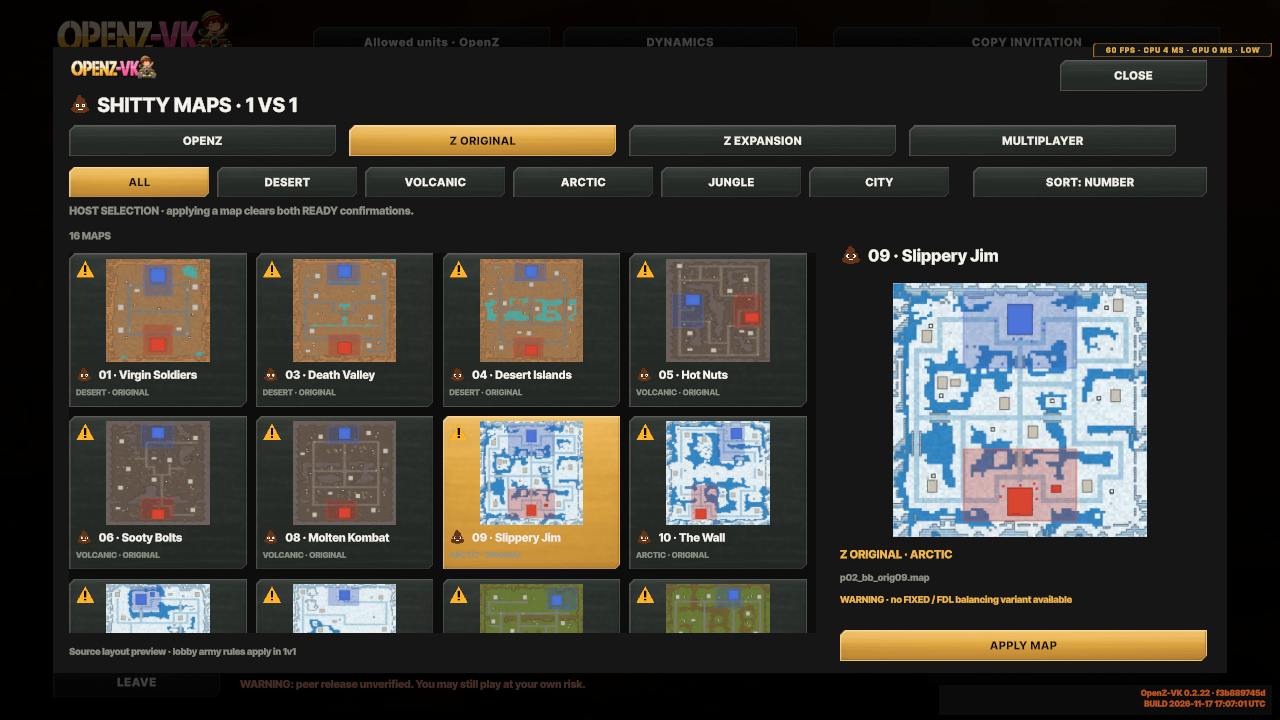 OPENZ-VK
Allowed units · OpenZ
DYNAMICS
COPY INVITATION
60 FPS · CPU 4 MS · GPU 0 MS · LOW
OPENZ-VK
CLOSE
SHITTY MAPS · 1 VS 1
OPENZ
Z ORIGINAL
Z EXPANSION
MULTIPLAYER
ALL
DESERT
VOLCANIC
ARCTIC
JUNGLE
CITY
SORT: NUMBER
HOST SELECTION · applying a map clears both READY confirmations.
16 MAPS
01 · Virgin Soldiers
DESERT · ORIGINAL
03 · Death Valley
DESERT · ORIGINAL
04 · Desert Islands
DESERT · ORIGINAL
05 · Hot Nuts
VOLCANIC · ORIGINAL
06 · Sooty Bolts
VOLCANIC · ORIGINAL
08 · Molten Kombat
VOLCANIC · ORIGINAL
09 · Slippery Jim
ARCTIC · ORIGINAL
10 · The Wall
ARCTIC · ORIGINAL
09 · Slippery Jim
Z ORIGINAL · ARCTIC
p02_bb_orig09.map
WARNING · no FIXED / FDL balancing variant available
APPLY MAP
Source layout preview · lobby army rules apply in 1v1
LEAVE
WARNING: peer release unverified. You may still play at your own risk.
OpenZ-VK 0.2.22 · f3b889745d
BUILD 2026-11-17 17:07:01 UTC